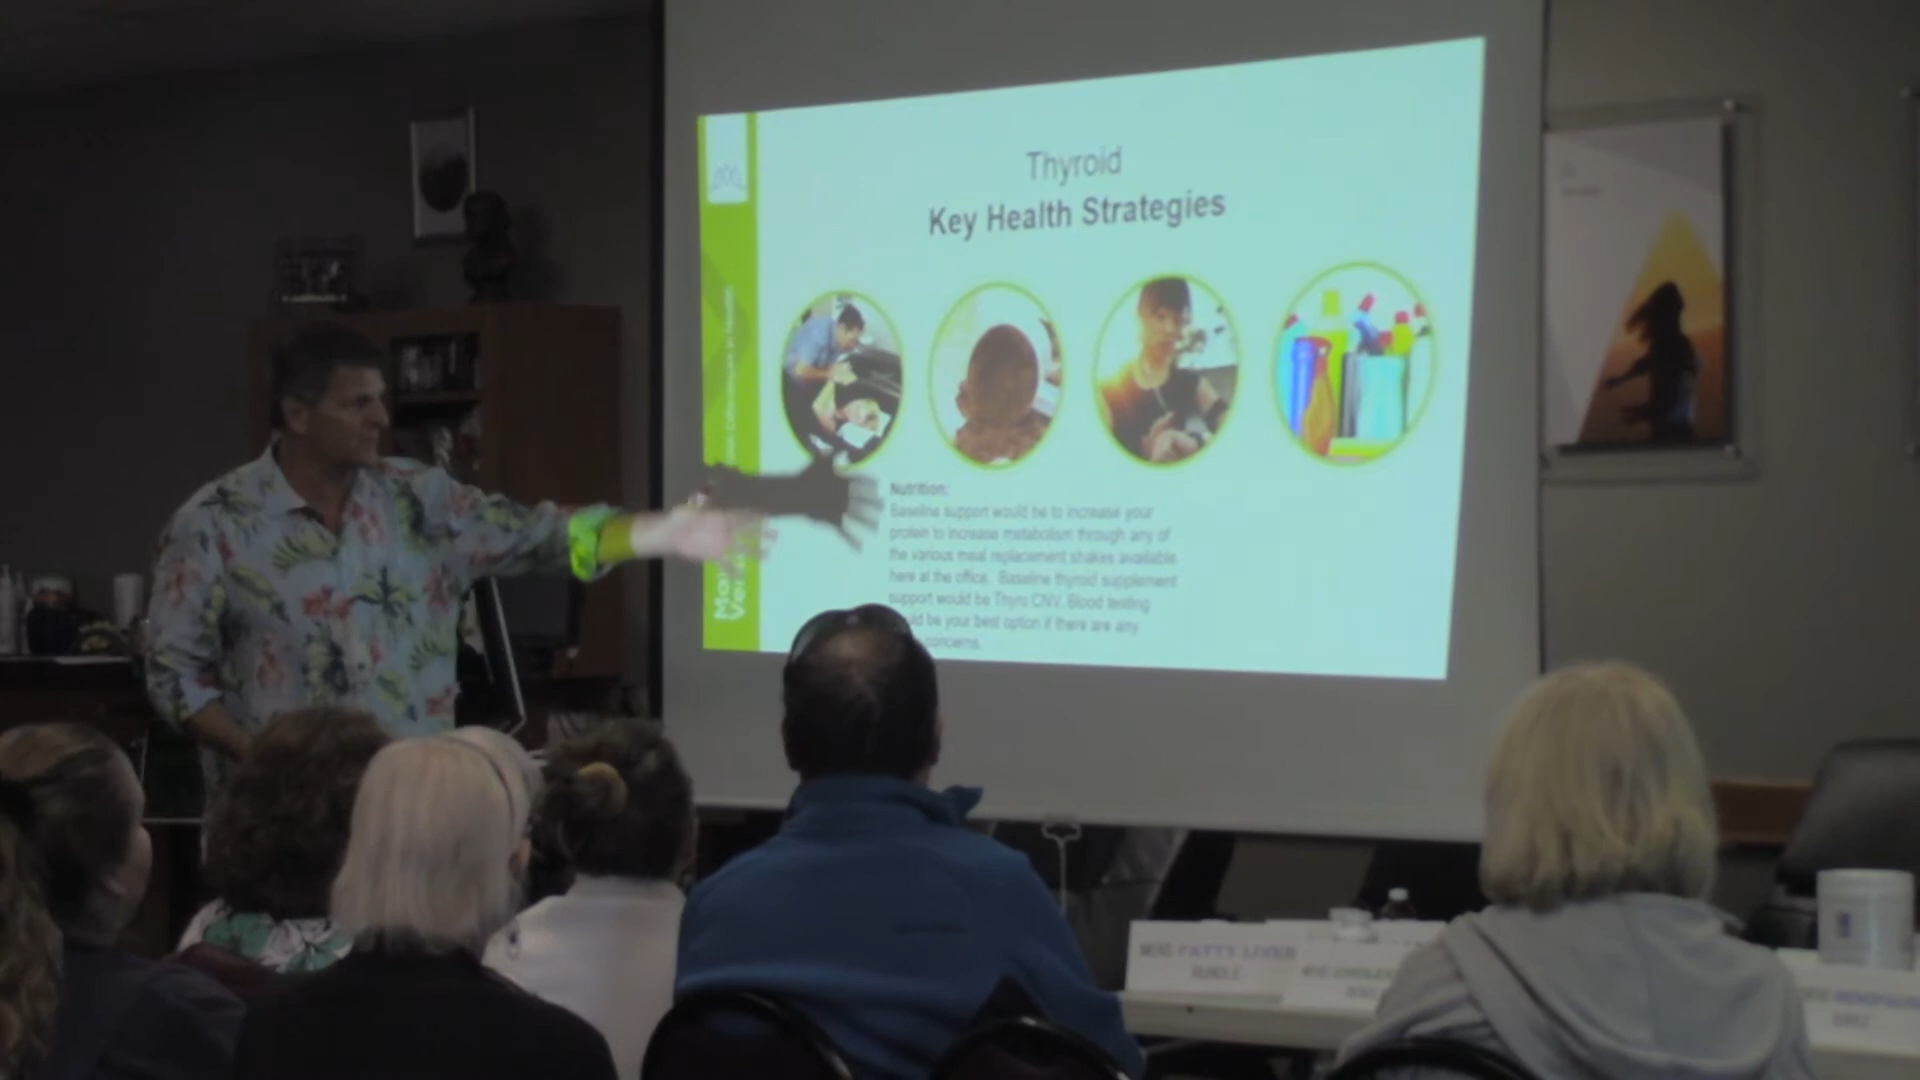 Thyroid
Key Health Strategies
Nutrition:
Baseline support would be to increase your
protein to increase metabolism through any of
the various meal replacement shakes available
here at the office. Baseline thyroid supplement
support would be Thyro CNV. Blood testing
be your best option if there are any
concerns.
FATTY LIVER
BUNDLE